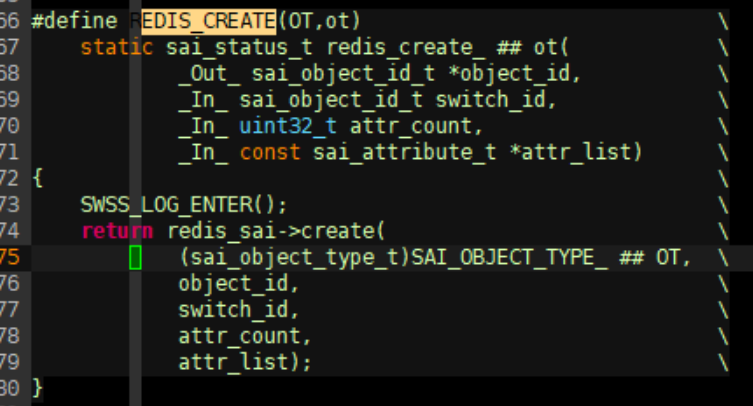 66 #define REDIS_CREATE(OT,ot) \
67 static sai_status_t redis_create_ ## ot( \
68 _Out_ sai_object_id_t *object_id, \
69 _In_ sai_object_id_t switch_id, \
70 _In_ uint32_t attr_count, \
71 _In_ const sai_attribute_t *attr_list) \
72 { \
73 SWSS_LOG_ENTER(); \
74 return redis_sai->create( \
75 (sai_object_type_t)SAI_OBJECT_TYPE_ ## OT, \
76 object_id, \
77 switch_id, \
78 attr_count, \
79 attr_list); \
80 }